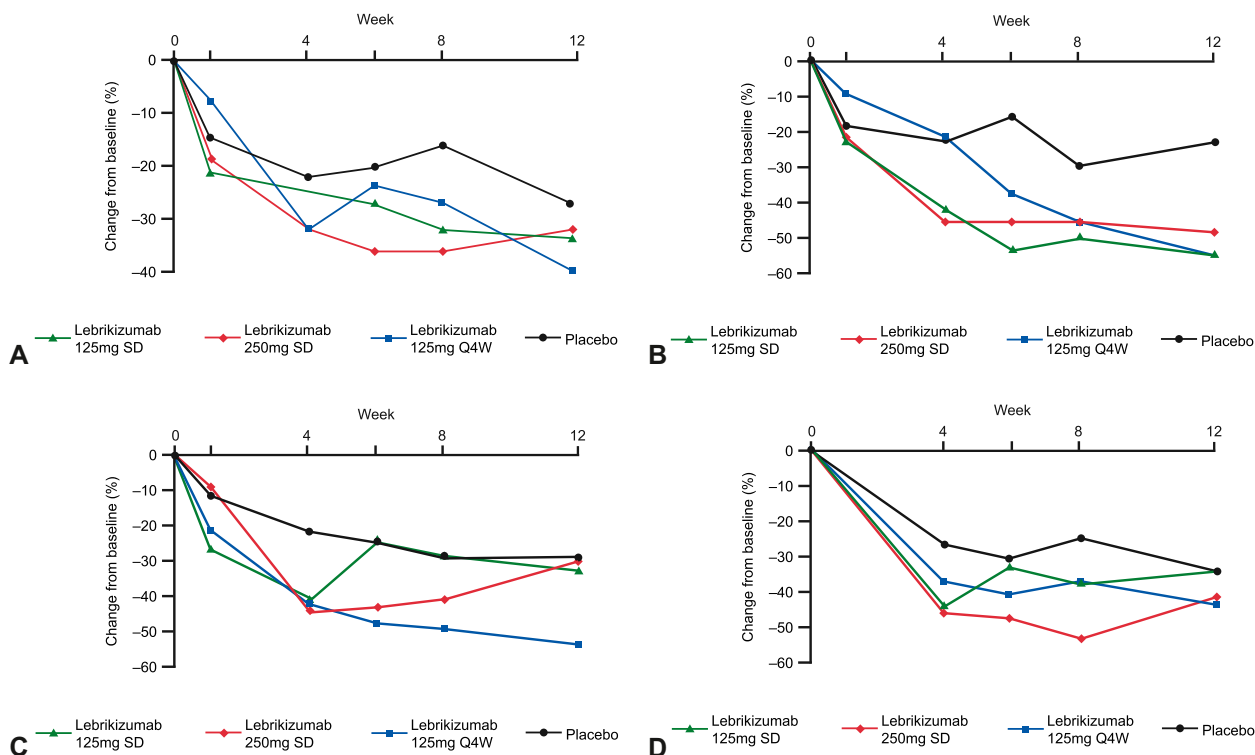 Week
0 4 8 12
0
–10
–20
–30
–40
Change from baseline (%)
Lebrikizumab 125mg SD
Lebrikizumab 250mg SD
Lebrikizumab 125mg Q4W
Placebo
A
Week
0 4 8 12
0
–10
–20
–30
–40
–50
–60
Change from baseline (%)
Lebrikizumab 125mg SD
Lebrikizumab 250mg SD
Lebrikizumab 125mg Q4W
Placebo
B
Week
0 4 8 12
0
–10
–20
–30
–40
–50
–60
Change from baseline (%)
Lebrikizumab 125mg SD
Lebrikizumab 250mg SD
Lebrikizumab 125mg Q4W
Placebo
C
Week
0 4 8 12
0
–10
–20
–30
–40
–50
–60
Change from baseline (%)
Lebrikizumab 125mg SD
Lebrikizumab 250mg SD
Lebrikizumab 125mg Q4W
Placebo
D